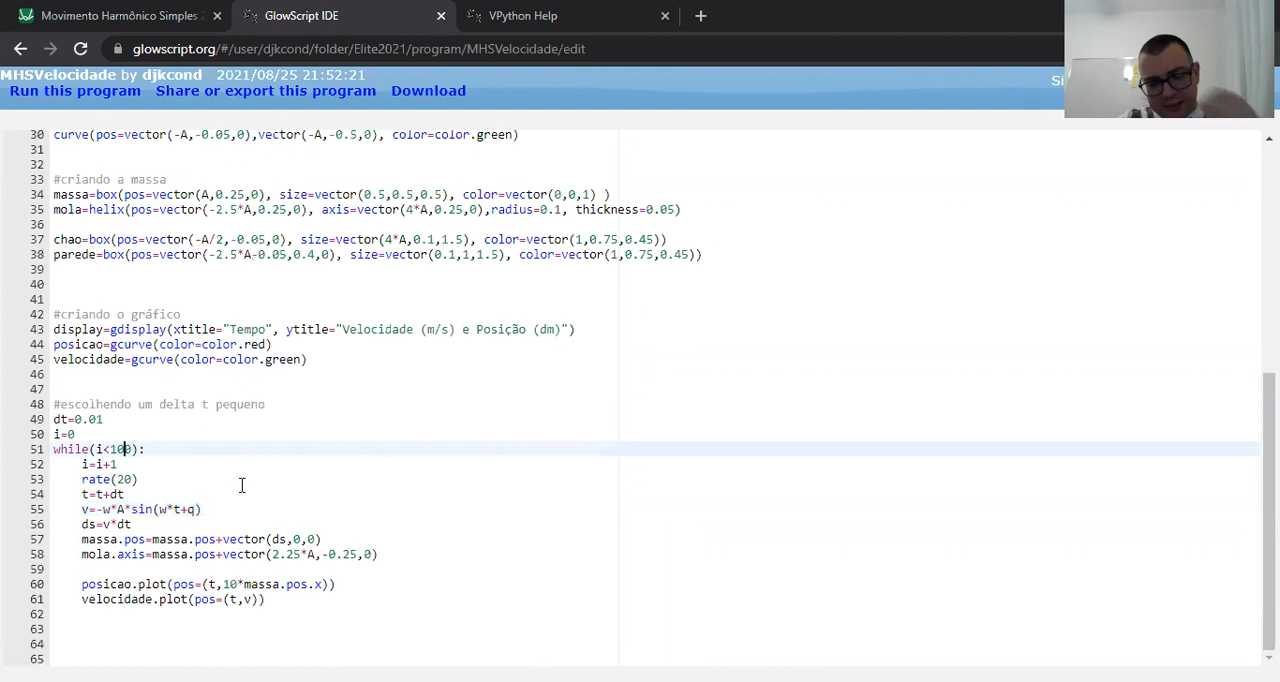 Movimento Harmônico Simples 2
GlowScript IDE
VPython Help
glowscript.org/#/user/djkcond/folder/Elite2021/program/MHSVelocidade/edit
MHSVelocidade by djkcond 2021/08/25 21:52:21
Si
Run this program Share or export this program Download
30 curve(pos=vector(-A,-0.05,0),vector(-A,-0.5,0), color=color.green)
31
32
33 #criando a massa
34 massa=box(pos=vector(A,0.25,0), size=vector(0.5,0.5,0.5), color=vector(0,0,1) )
35 mola=helix(pos=vector(-2.5*A,0.25,0), axis=vector(4*A,0.25,0),radius=0.1, thickness=0.05)
36
37 chao=box(pos=vector(-A/2,-0.05,0), size=vector(4*A,0.1,1.5), color=vector(1,0.75,0.45))
38 parede=box(pos=vector(-2.5*A-0.05,0.4,0), size=vector(0.1,1,1.5), color=vector(1,0.75,0.45))
39
40
41
42 #criando o gráfico
43 display=gdisplay(xtitle="Tempo", ytitle="Velocidade (m/s) e Posição (dm)")
44 posicao=gcurve(color=color.red)
45 velocidade=gcurve(color=color.green)
46
47
48 #escolhendo um delta t pequeno
49 dt=0.01
50 i=0
51 while(i<100):
52 i=i+1
53 rate(20)
54 t=t+dt
55 v=-w*A*sin(w*t+q)
56 ds=v*dt
57 massa.pos=massa.pos+vector(ds,0,0)
58 mola.axis=massa.pos+vector(2.25*A,-0.25,0)
59
60 posicao.plot(pos=(t,10*massa.pos.x))
61 velocidade.plot(pos=(t,v))
62
63
64
65